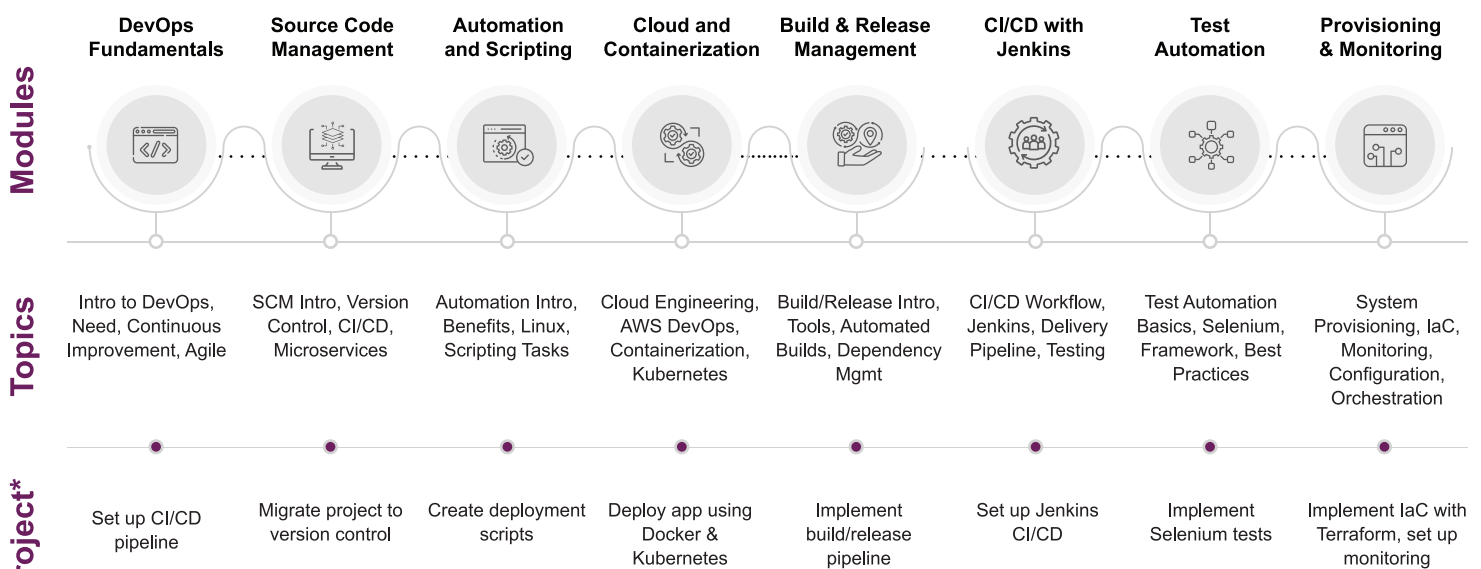 DevOps
Fundamentals
Source Code
Management
Automation
and Scripting
Cloud and
Containerization
Build & Release
Management
CI/CD with
Jenkins
Test
Automation
Provisioning
& Monitoring
Modules
</>
Topics
Intro to DevOps,
Need, Continuous
Improvement, Agile
SCM Intro, Version
Control, CI/CD,
Microservices
Automation Intro,
Benefits, Linux,
Scripting Tasks
Cloud Engineering,
AWS DevOps,
Containerization,
Kubernetes
Build/Release Intro,
Tools, Automated
Builds, Dependency
Mgmt
CI/CD Workflow,
Jenkins, Delivery
Pipeline, Testing
Test Automation
Basics, Selenium,
Framework, Best
Practices
System
Provisioning, IaC,
Monitoring,
Configuration,
Orchestration
roject*
Set up CI/CD
pipeline
Migrate project to
version control
Create deployment
scripts
Deploy app using
Docker &
Kubernetes
Implement
build/release
pipeline
Set up Jenkins
CI/CD
Implement
Selenium tests
Implement IaC with
Terraform, set up
monitoring